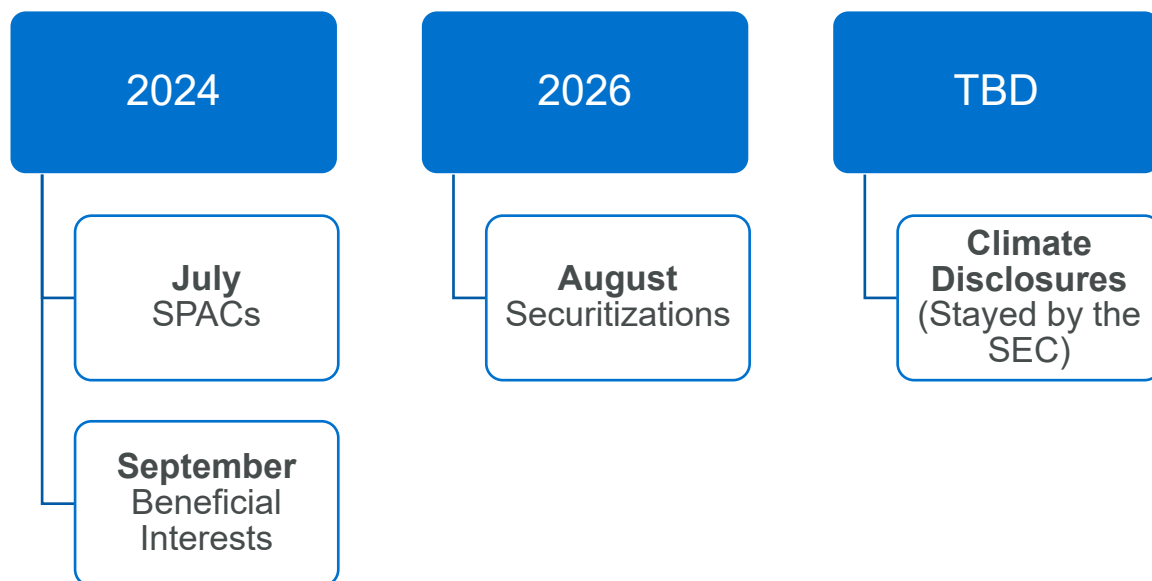 2024
July
SPACs
September
Beneficial
Interests
2026
August
Securitizations
TBD
Climate
Disclosures
(Stayed by the
SEC)